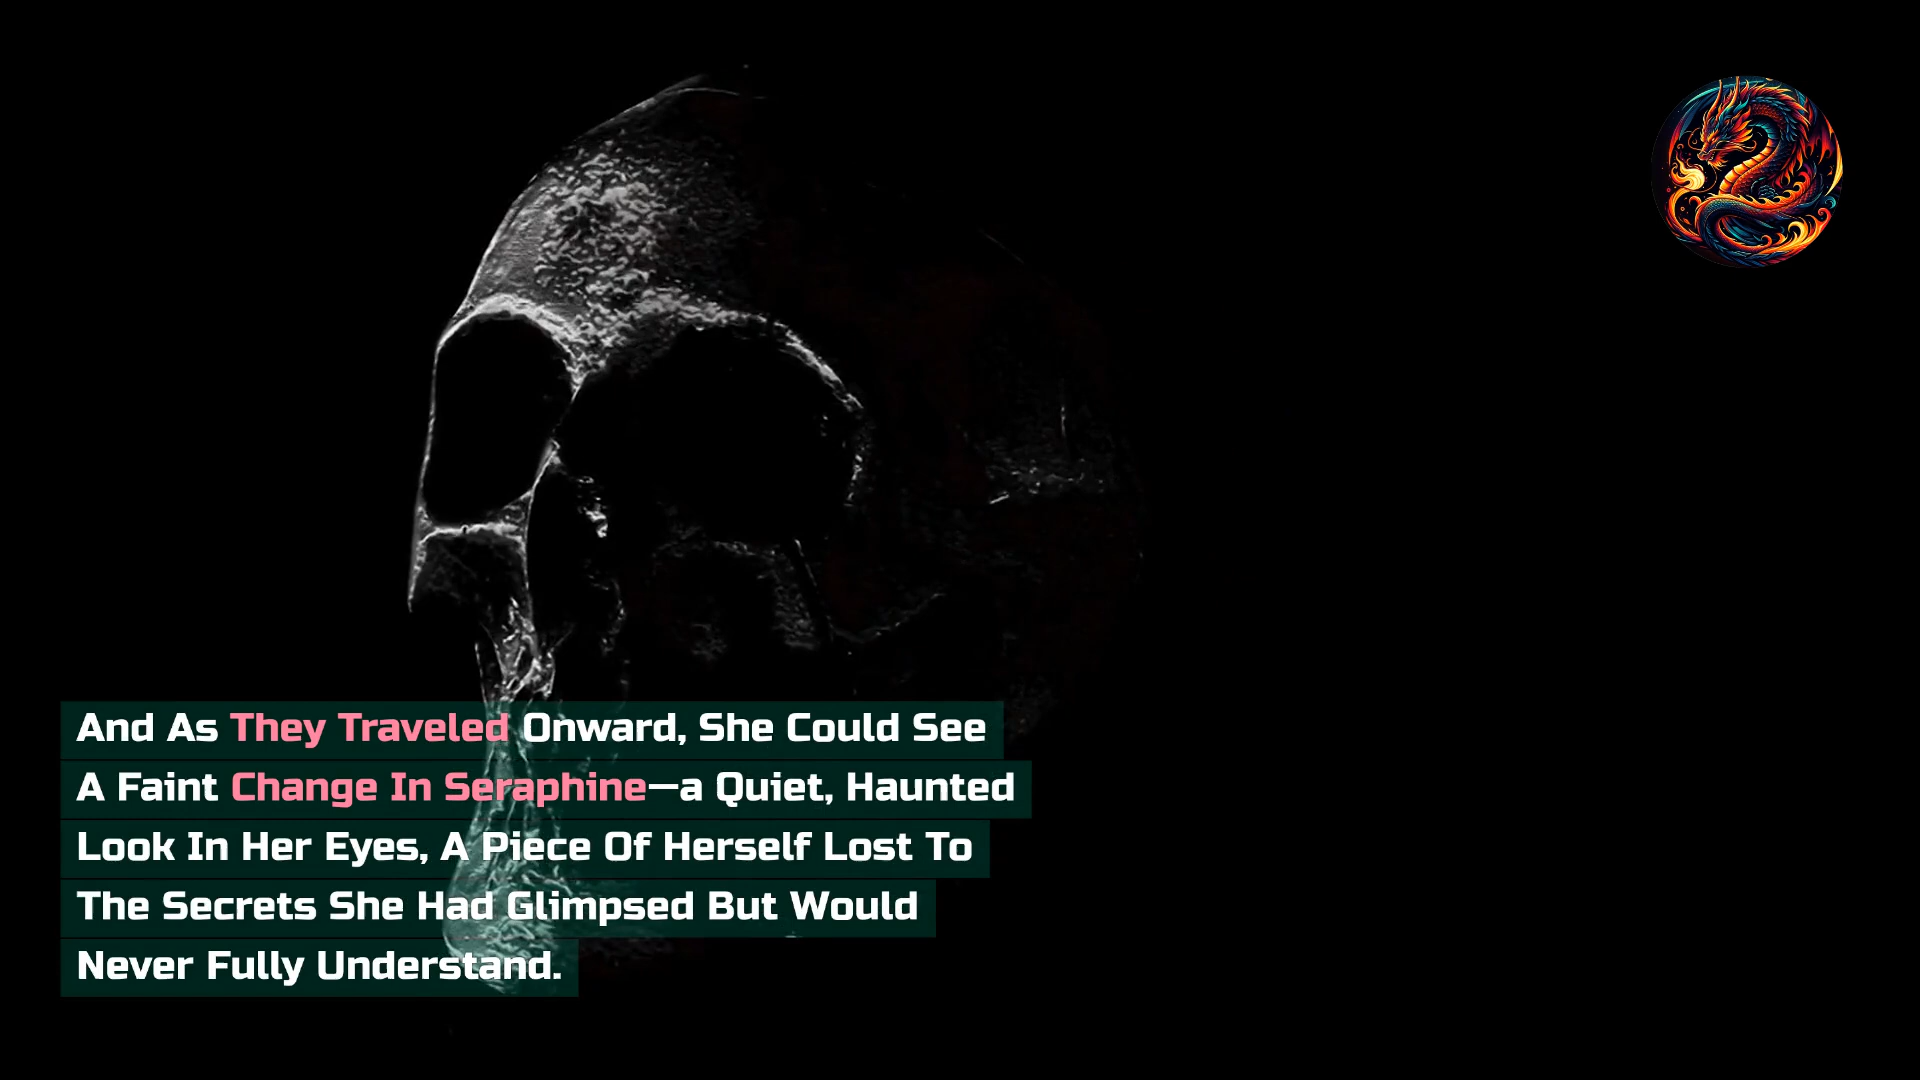 And As They Traveled Onward, She Could See
A Faint Change In Seraphine—a Quiet, Haunted
Look In Her Eyes, A Piece Of Herself Lost To
The Secrets She Had Glimpsed But Would
Never Fully Understand.